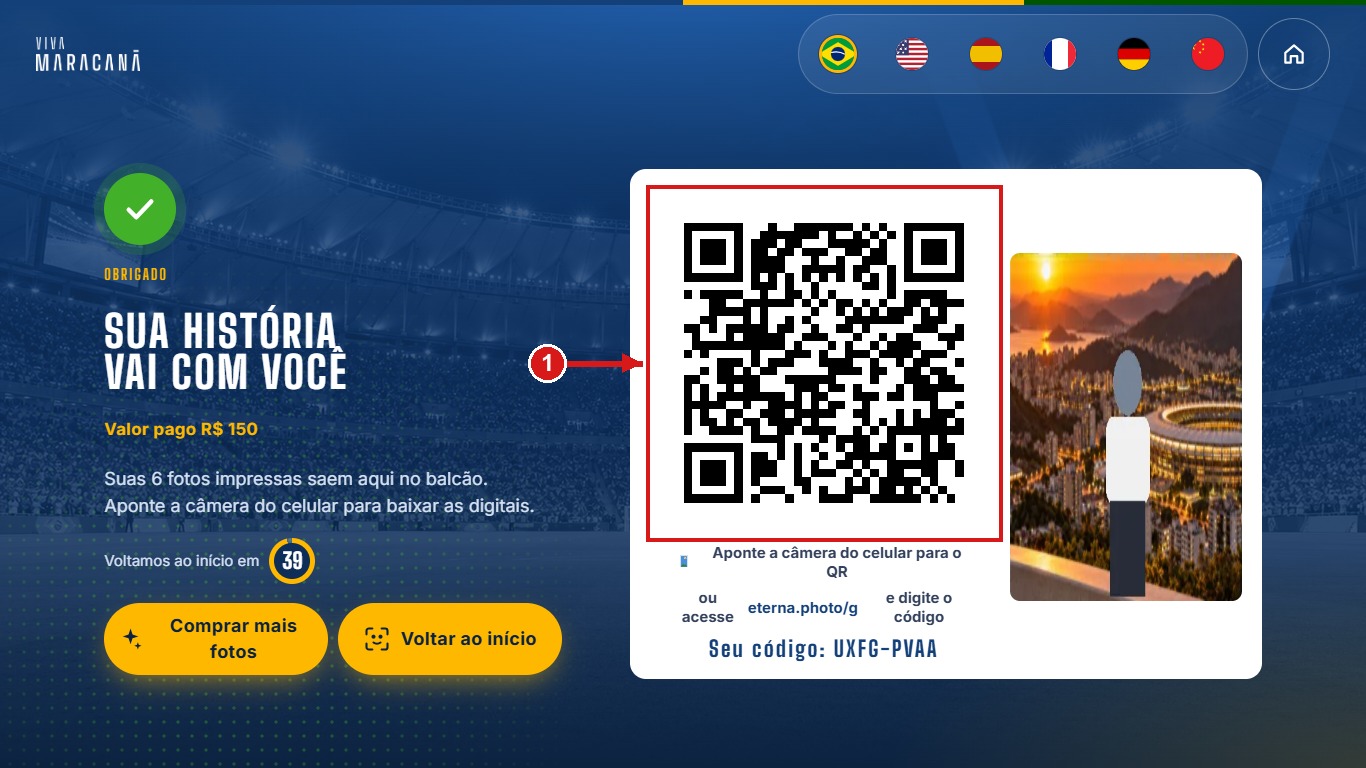 VIVA
MARACANÃ
OBRIGADO
SUA HISTÓRIA
VAI COM VOCÊ
Valor pago R$ 150
Suas 6 fotos impressas saem aqui no balcão.
Aponte a câmera do celular para baixar as digitais.
Voltamos ao início em 39
Comprar mais
fotos
Voltar ao início
1
Aponte a câmera do celular para o
QR
ou
acesse
eterna.photo/g
e digite o
código
Seu código: UXFG-PVAA